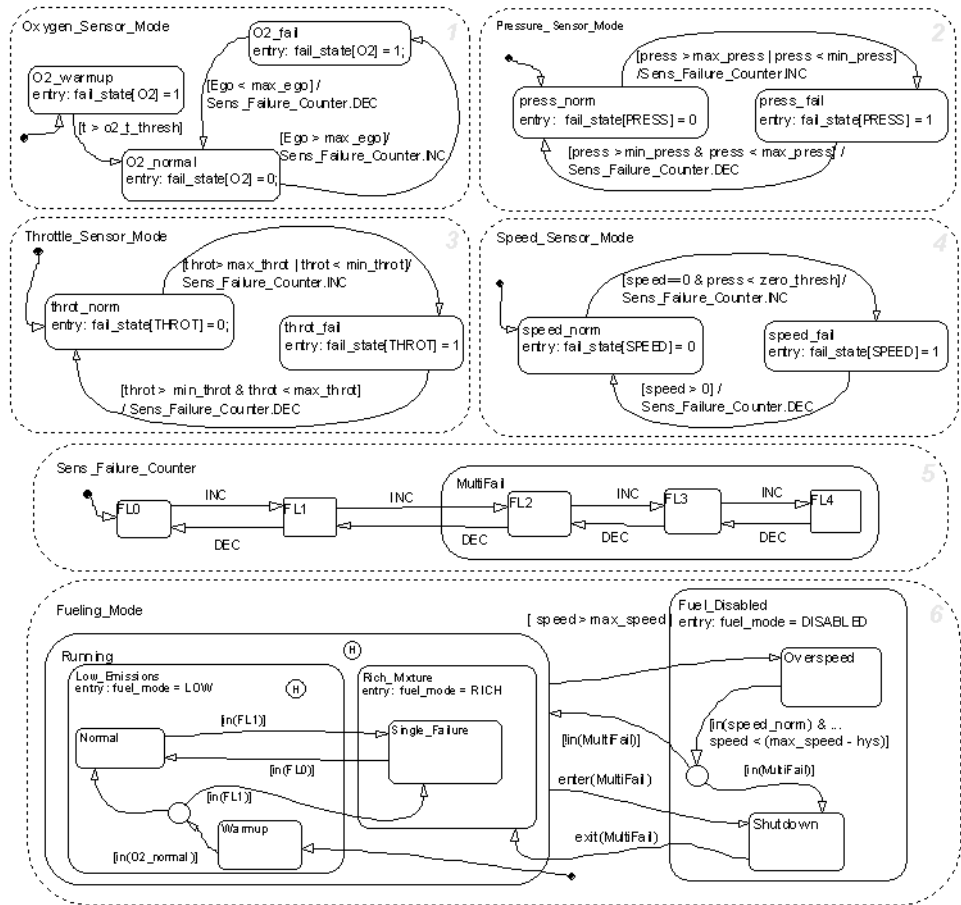 Oxygen_Sensor_Mode
1
O2_fail
entry: fail_state[O2] = 1;
O2_warmup
entry: fail_state[O2] = 1
[Ego < max_ego] /
Sens_Failure_Counter.DEC
[t > o2_t_thresh]
[Ego > max_ego]/
Sens_Failure_Counter.INC
O2_normal
entry: fail_state[O2] = 0;
Pressure_Sensor_Mode
2
[press > max_press | press < min_press]
/Sens_Failure_Counter.INC
press_norm
entry: fail_state[PRESS] = 0
press_fail
entry: fail_state[PRESS] = 1
[press > min_press & press < max_press] /
Sens_Failure_Counter.DEC
Throttle_Sensor_Mode
3
[throt > max_throt | throt < min_throt]/
Sens_Failure_Counter.INC
throt_norm
entry: fail_state[THROT] = 0;
throt_fail
entry: fail_state[THROT] = 1
[throt > min_throt & throt < max_throt]
/ Sens_Failure_Counter.DEC
Speed_Sensor_Mode
4
[speed==0 & press < zero_thresh]/
Sens_Failure_Counter.INC
speed_norm
entry: fail_state[SPEED] = 0
speed_fail
entry: fail_state[SPEED] = 1
[speed > 0] /
Sens_Failure_Counter.DEC
Sens_Failure_Counter
5
MultiFail
FL0
INC
FL1
INC
FL2
INC
FL3
INC
FL4
DEC
DEC
DEC
DEC
Fueling_Mode
6
[ speed > max_speed ]
Fuel_Disabled
entry: fuel_mode = DISABLED
Running
H
Low_Emissions
entry: fuel_mode = LOW
H
Rich_Mixture
entry: fuel_mode = RICH
Overspeed
Normal
[in(FL1)]
Single_Failure
[in(speed_norm) & ...
speed < (max_speed - hys)]
[!in(MultiFail)]
[in(FL0)]
[in(MultiFail)]
enter(MultiFail)
[in(FL1)]
Warmup
Shutdown
exit(MultiFail)
[in(O2_normal)]